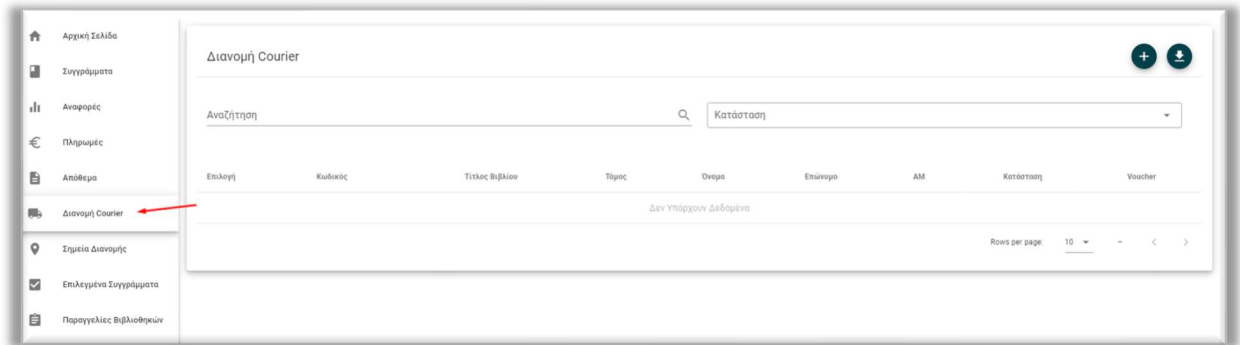 Αρχική Σελίδα
Συγγράμματα
Αναφορές
Πληρωμές
Απόθεμα
Διανομή Courier
Σημεία Διανομής
Επιλεγμένα Συγγράμματα
Παραγγελίες Βιβλιοθηκών
Διανομή Courier
Αναζήτηση
Κατάσταση
Επιλογή Κωδικός Τίτλος Βιβλίου Τόμος Όνομα Επώνυμο ΑΜ Κατάσταση Voucher
Δεν Υπάρχουν Δεδομένα
Rows per page: 10 –